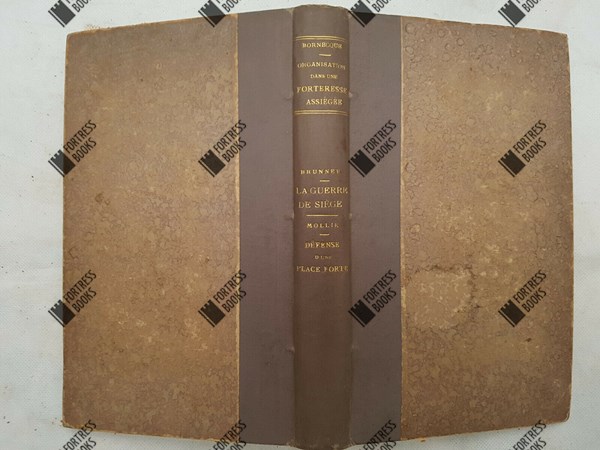 BORNECQUE
ORGANISATION
DANS UNE
FORTERESSE
ASSIÉGÉE
BRUNNER
LA GUERRE
DE SIÈGE
MOLLIK
DÉFENSE
D'UNE
PLACE FORTE
FORTRESS
BOOKS